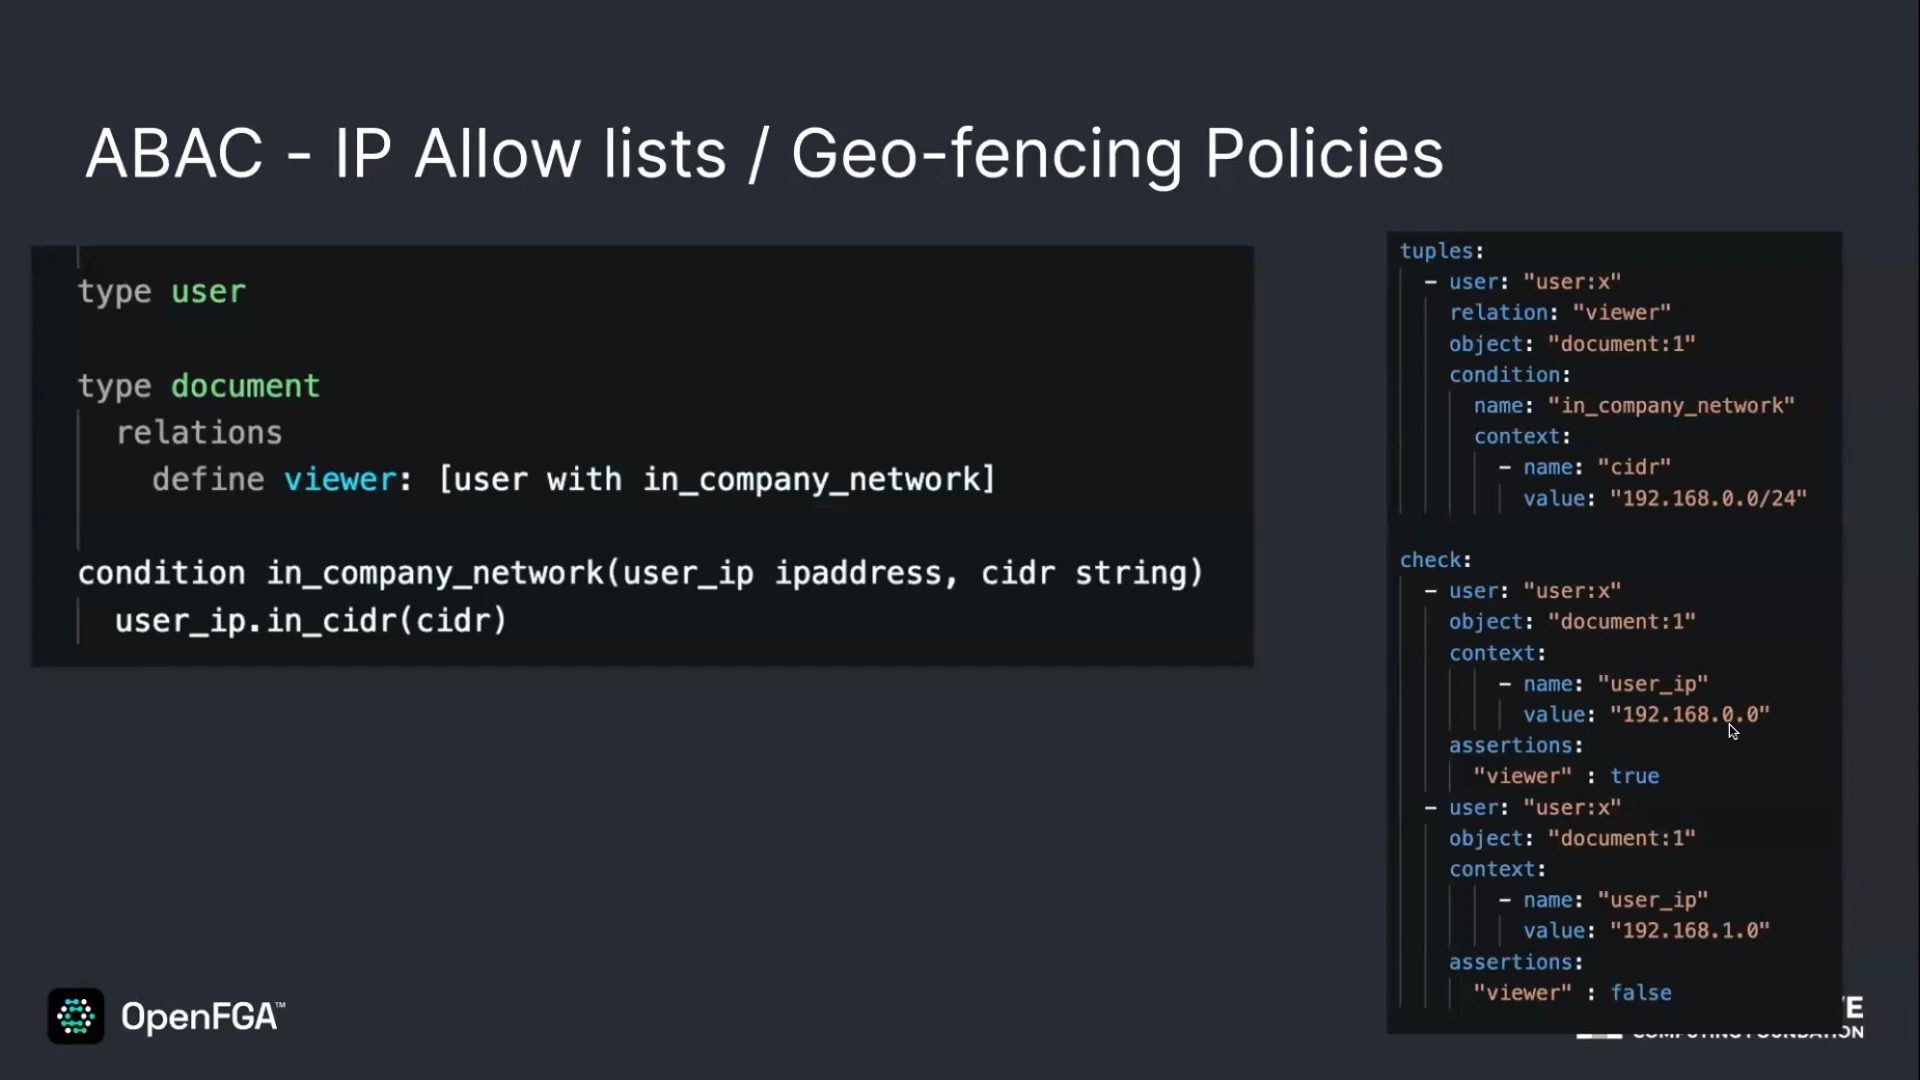 ABAC - IP Allow lists / Geo-fencing Policies
type user
type document
relations
define viewer: [user with in_company_network]
condition in_company_network(user_ip ipaddress, cidr string)
user_ip.in_cidr(cidr)
tuples:
- user: "user:x"
relation: "viewer"
object: "document:1"
condition:
name: "in_company_network"
context:
- name: "cidr"
value: "192.168.0.0/24"
check:
- user: "user:x"
object: "document:1"
context:
- name: "user_ip"
value: "192.168.0.0"
assertions:
"viewer" : true
- user: "user:x"
object: "document:1"
context:
- name: "user_ip"
value: "192.168.1.0"
assertions:
"viewer" : false
OpenFGA™